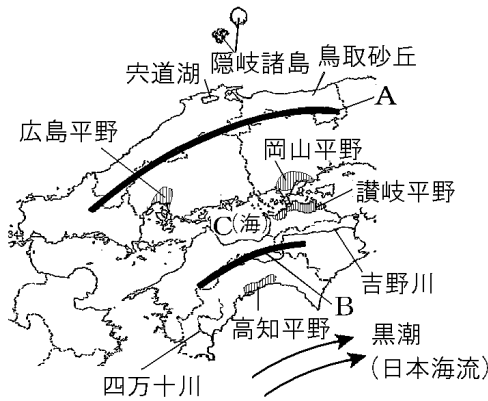 隠岐諸島
鳥取砂丘
宍道湖
A
広島平野
岡山平野
讃岐平野
C(海)
吉野川
B
高知平野
四万十川
黒潮
(日本海流)